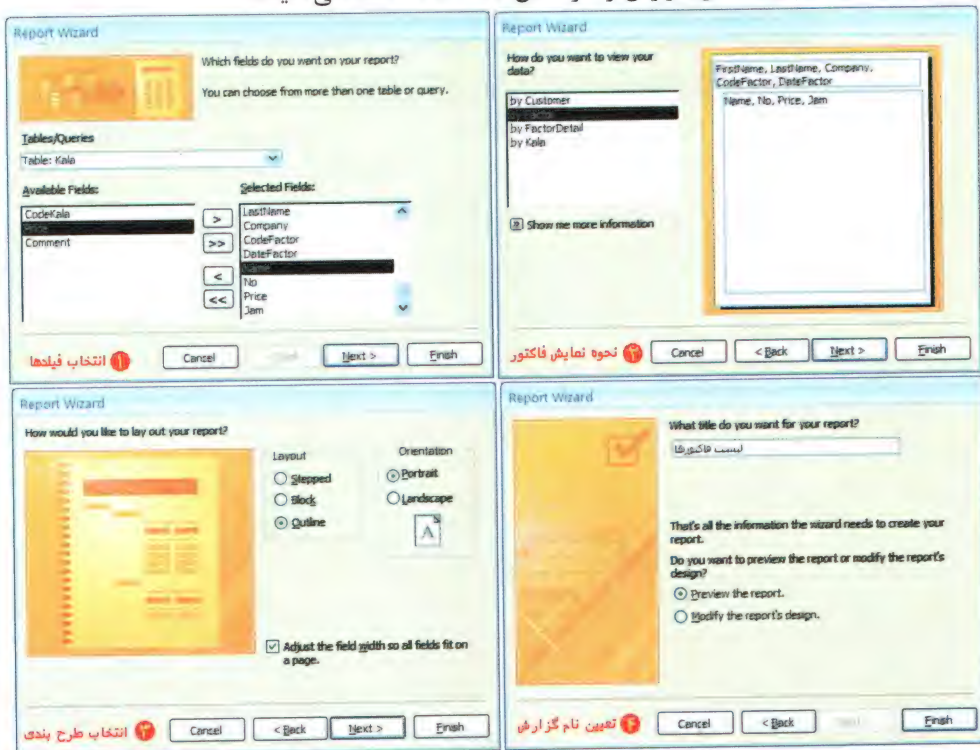 Report Wizard
Which fields do you want on your report?
You can choose from more than one table or query.
Tables/Queries
Table: Kala
Available Fields:
Selected Fields:
CodeKala
Price
Comment
>
>>
<
<<
LastName
Company
CodeFactor
DateFactor
Name
No
Price
Jam
۱ انتخاب فیلدها
Cancel
Next >
Finish
Report Wizard
How do you want to view your
data?
by Customer
by Factor
by FactorDetail
by Kala
Show me more information
FirstName, LastName, Company,
CodeFactor, DateFactor
Name, No, Price, Jam
۲ نحوه نمایش فاکتور
Cancel
< Back
Next >
Finish
Report Wizard
How would you like to lay out your report?
Layout
Stepped
Block
Outline
Orientation
Portrait
Landscape
A
Adjust the field width so all fields fit on
a page.
۳ انتخاب طرح بندی
Cancel
< Back
Next >
Finish
Report Wizard
What title do you want for your report?
لیست فاکتورها
That's all the information the wizard needs to create your
report.
Do you want to preview the report or modify the report's
design?
Preview the report.
Modify the report's design.
۴ تعیین نام گزارش
Cancel
< Back
Finish